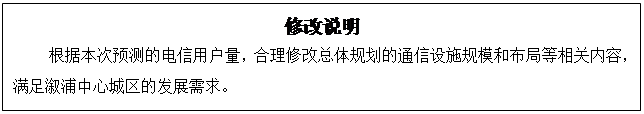 修改说明
根据本次预测的电信用户量，合理修改总体规划的通信设施规模和布局等相关内容，
满足溆浦中心城区的发展需求。